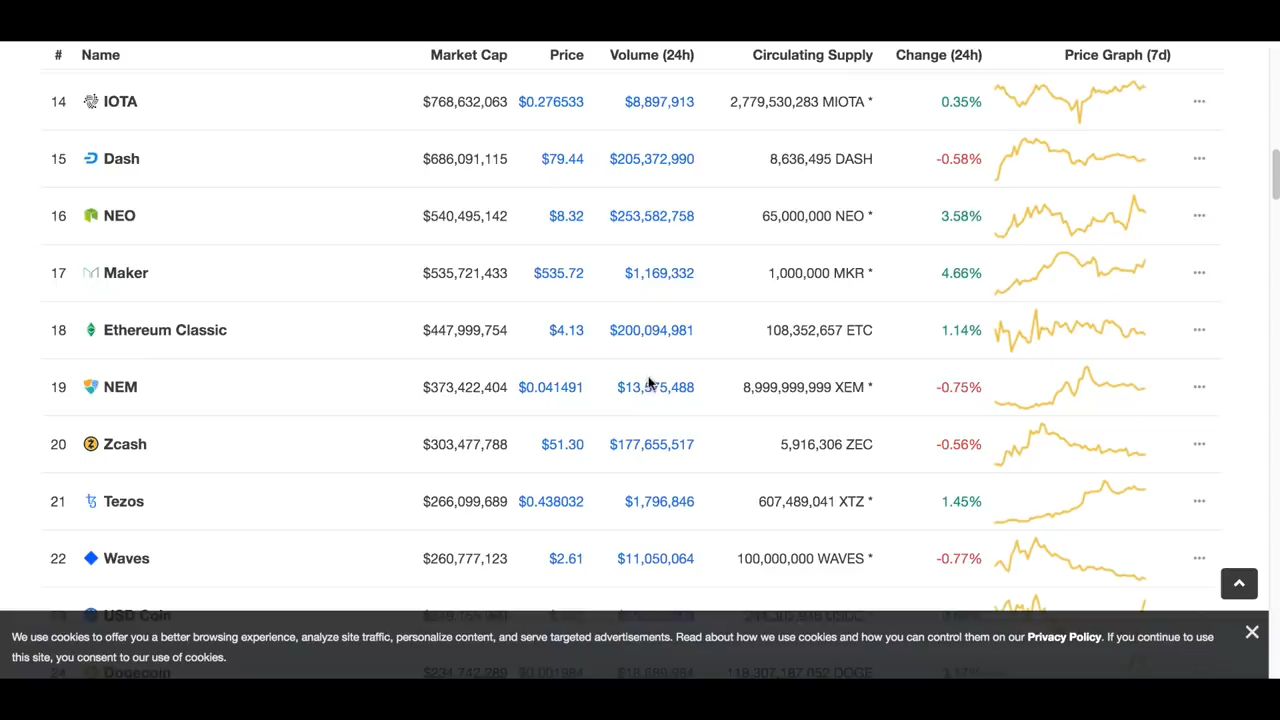 # Name Market Cap Price Volume (24h) Circulating Supply Change (24h) Price Graph (7d)
14 IOTA $768,632,063 $0.276533 $8,897,913 2,779,530,283 MIOTA * 0.35%
15 Dash $686,091,115 $79.44 $205,372,990 8,636,495 DASH -0.58%
16 NEO $540,495,142 $8.32 $253,582,758 65,000,000 NEO * 3.58%
17 Maker $535,721,433 $535.72 $1,169,332 1,000,000 MKR * 4.66%
18 Ethereum Classic $447,999,754 $4.13 $200,094,981 108,352,657 ETC 1.14%
19 NEM $373,422,404 $0.041491 8,999,999,999 XEM * -0.75%
20 Zcash $303,477,788 $51.30 $177,655,517 5,916,306 ZEC -0.56%
21 Tezos $266,099,689 $0.438032 $1,796,846 607,489,041 XTZ * 1.45%
22 Waves $260,777,123 $2.61 $11,050,064 100,000,000 WAVES * -0.77%
USD Coin
We use cookies to offer you a better browsing experience, analyze site traffic, personalize content, and serve targeted advertisements. Read about how we use cookies and how you can control them on our Privacy Policy. If you continue to use
this site, you consent to our use of cookies.
24 Dogecoin $234,742,289 $0.001984 DOGE